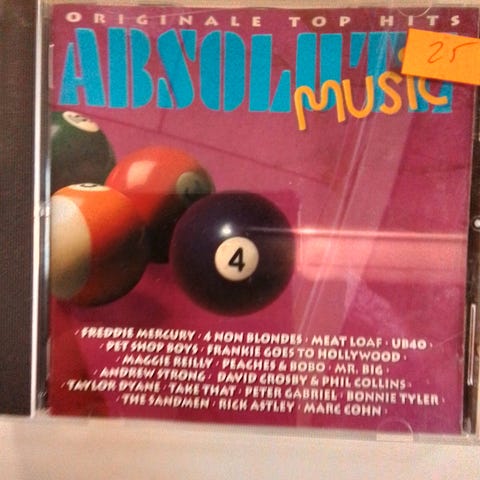 ORIGINALE TOP HITS
ABSOLUTE
MUSIC
25
4
· FREDDIE MERCURY · 4 NON BLONDES · MEAT LOAF · UB40 ·
· PET SHOP BOYS · FRANKIE GOES TO HOLLYWOOD ·
· MAGGIE REILLY · PEACHES & BOBO · MR. BIG ·
· ANDREW STRONG · DAVID CROSBY & PHIL COLLINS ·
· TAYLOR DYANE · TAKE THAT · PETER GABRIEL · BONNIE TYLER ·
· THE SANDMEN · RICK ASTLEY · MARC COHN ·